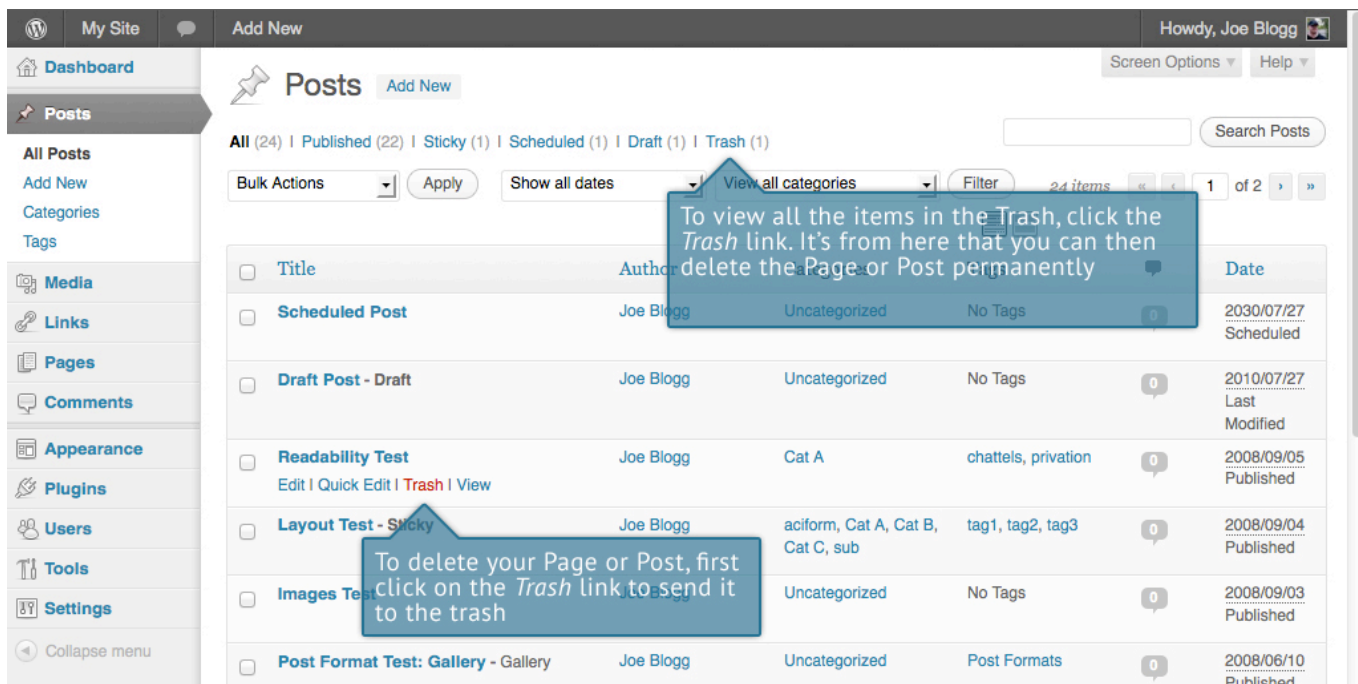 My Site Add New Howdy, Joe Blogg
Dashboard
Posts
All Posts
Add New
Categories
Tags
Media
Links
Pages
Comments
Appearance
Plugins
Users
Tools
Settings
Collapse menu
Screen Options Help
Posts Add New
All (24) | Published (22) | Sticky (1) | Scheduled (1) | Draft (1) | Trash (1)
Search Posts
Bulk Actions Apply Show all dates View all categories Filter 24 items « ‹ 1 of 2 › »
To view all the items in the Trash, click the
Trash link. It's from here that you can then
delete the Page or Post permanently
Title Author Categories Tags Date
Scheduled Post Joe Blogg Uncategorized No Tags 0 2030/07/27
Scheduled
Draft Post - Draft Joe Blogg Uncategorized No Tags 0 2010/07/27
Last
Modified
Readability Test Joe Blogg Cat A chattels, privation 0 2008/09/05
Edit | Quick Edit | Trash | View Published
Layout Test - Sticky Joe Blogg aciform, Cat A, Cat B, tag1, tag2, tag3 0 2008/09/04
Cat C, sub Published
To delete your Page or Post, first
click on the Trash link to send it
to the trash
Images Test Joe Blogg Uncategorized No Tags 0 2008/09/03
Published
Post Format Test: Gallery - Gallery Joe Blogg Uncategorized Post Formats 0 2008/06/10
Published